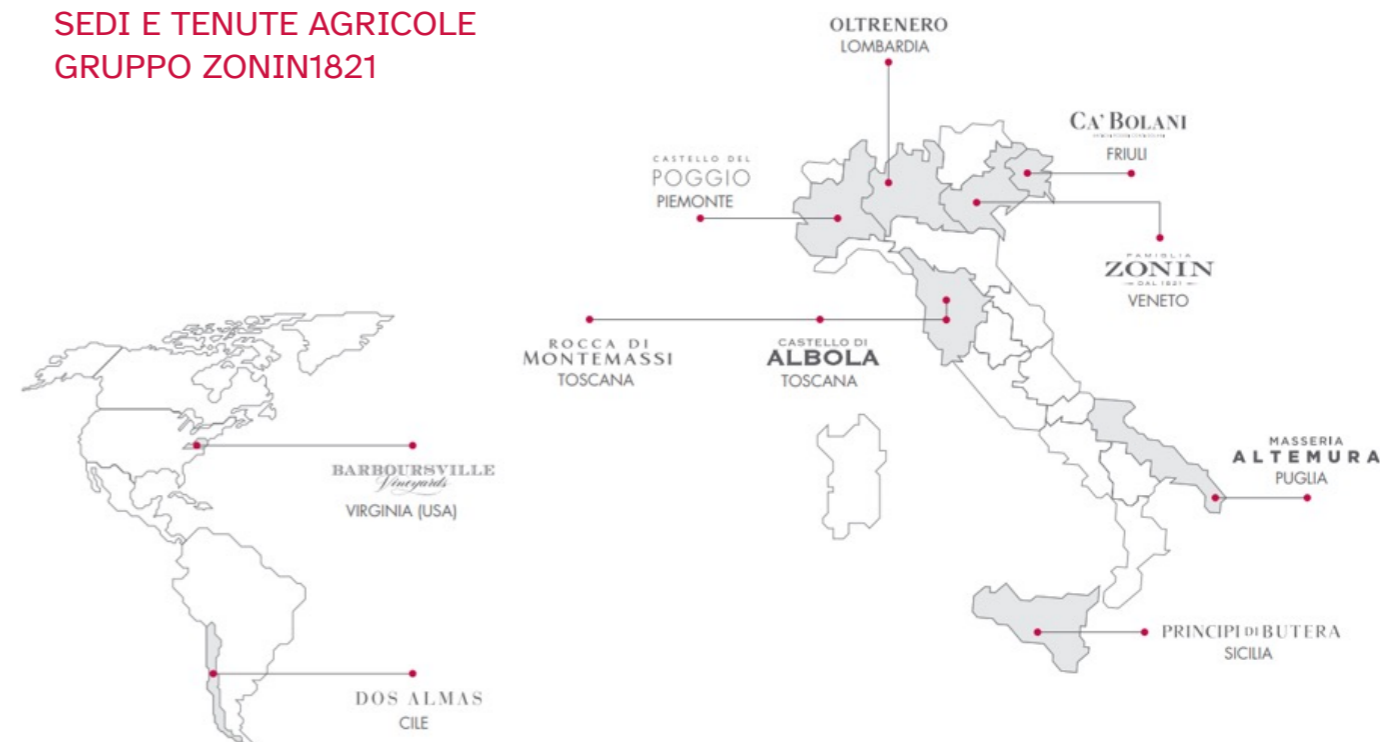 SEDI E TENUTE AGRICOLE
GRUPPO ZONIN1821
OLTRENERO
LOMBARDIA
CA' BOLANI
FRIULI
CASTELLO DEL
POGGIO
PIEMONTE
FAMIGLIA
ZONIN
DAL 1821
VENETO
ROCCA DI
MONTEMASSI
TOSCANA
CASTELLO DI
ALBOLA
TOSCANA
BARBOURSVILLE
Vineyards
VIRGINIA (USA)
MASSERIA
ALTEMURA
PUGLIA
PRINCIPI DI BUTERA
SICILIA
DOS ALMAS
CILE